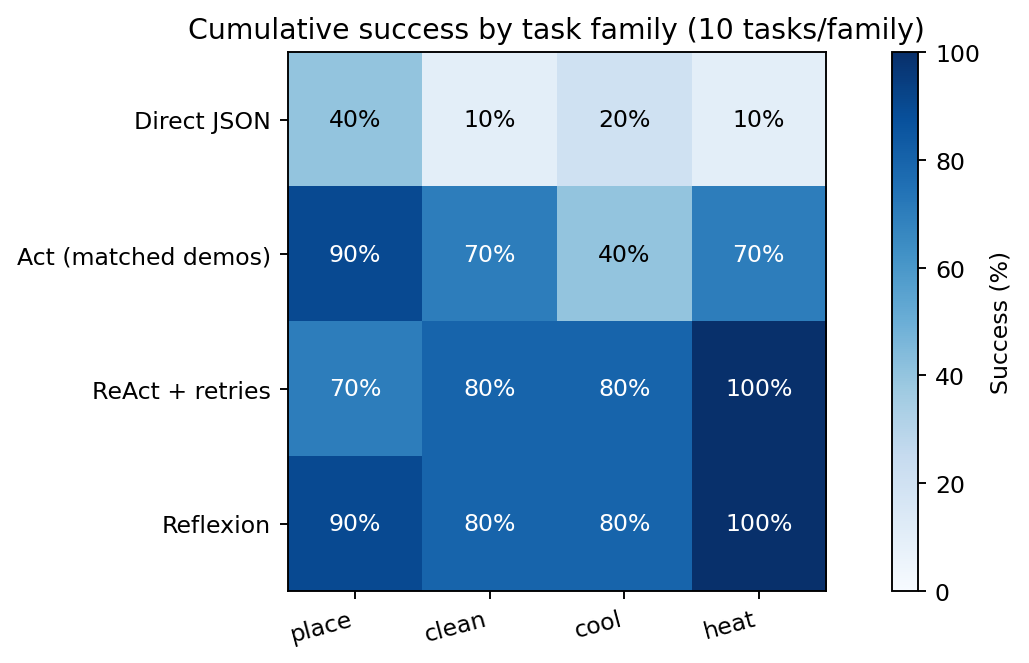 Cumulative success by task family (10 tasks/family)
Direct JSON 40% 10% 20% 10%
Act (matched demos) 90% 70% 40% 70%
ReAct + retries 70% 80% 80% 100%
Reflexion 90% 80% 80% 100%
place clean cool heat
100
80
60
40
20
0
Success (%)